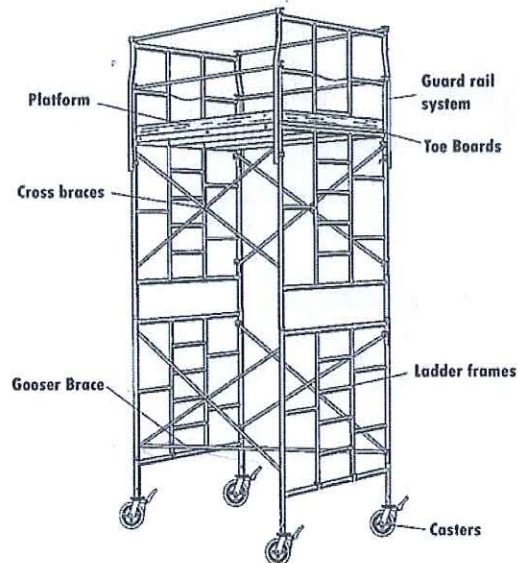 Platform
Guard rail
system
Toe Boards
Cross braces
Gooser Brace
Ladder frames
Casters